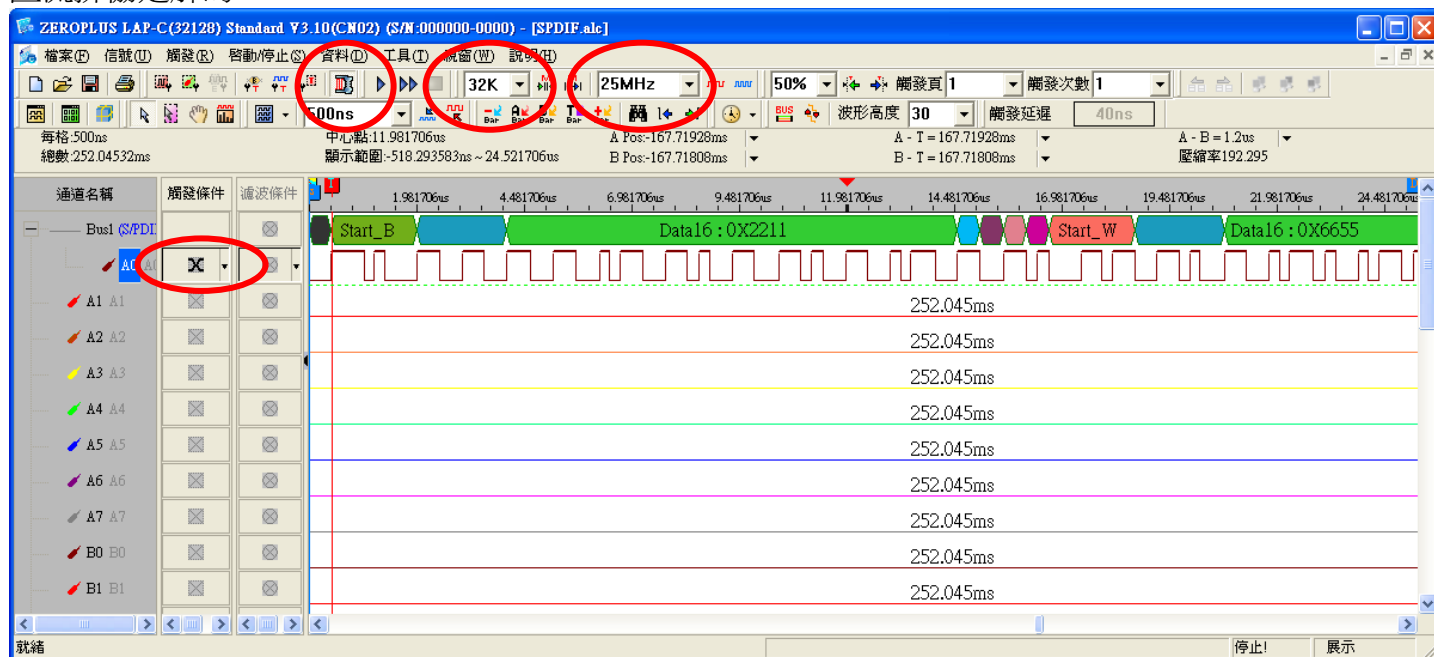 ZEROPLUS LAP-C(32128) Standard V3.10(CN02) (S/N:000000-0000) - [SPDIF.alc]
檔案(F) 信號(U) 觸發(R) 啓動/停止(S) 資料(D) 工具(T) 視窗(W) 説明(H)
32K 25MHz 50% 觸發頁 1 觸發次數 1
500ns Bar Bar Bar Bar BUS 波形高度 30 觸發延遲 40ns
每格:500ns 中心點:11.981706us A Pos:-167.71928ms A - T = 167.71928ms A - B = 1.2us
總數:252.04532ms 顯示範圍:-518.293583ns ~ 24.521706us B Pos:-167.71808ms B - T = 167.71808ms 壓縮率192.295
通道名稱 觸發條件 濾波條件 1.981706us 4.481706us 6.981706us 9.481706us 11.981706us 14.481706us 16.981706us 19.481706us 21.981706us 24.481706us
Bus1 (S/PDI Start_B Data16 : 0X2211 Start_W Data16 : 0X6655
A0
A1 A1 252.045ms
A2 A2 252.045ms
A3 A3 252.045ms
A4 A4 252.045ms
A5 A5 252.045ms
A6 A6 252.045ms
A7 A7 252.045ms
B0 B0 252.045ms
B1 B1 252.045ms
就緒 停止! 展示